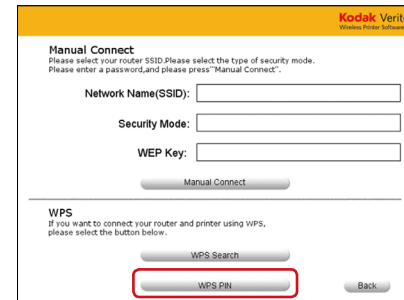 Kodak Verit
Wireless Printer Software
Manual Connect
Please select your router SSID.Please select the type of security mode.
Please enter a password,and please press"Manual Connect".
Network Name(SSID):
Security Mode:
WEP Key:
Manual Connect
WPS
If you want to connect your router and printer using WPS,
please select the button below.
WPS Search
WPS PIN
Back